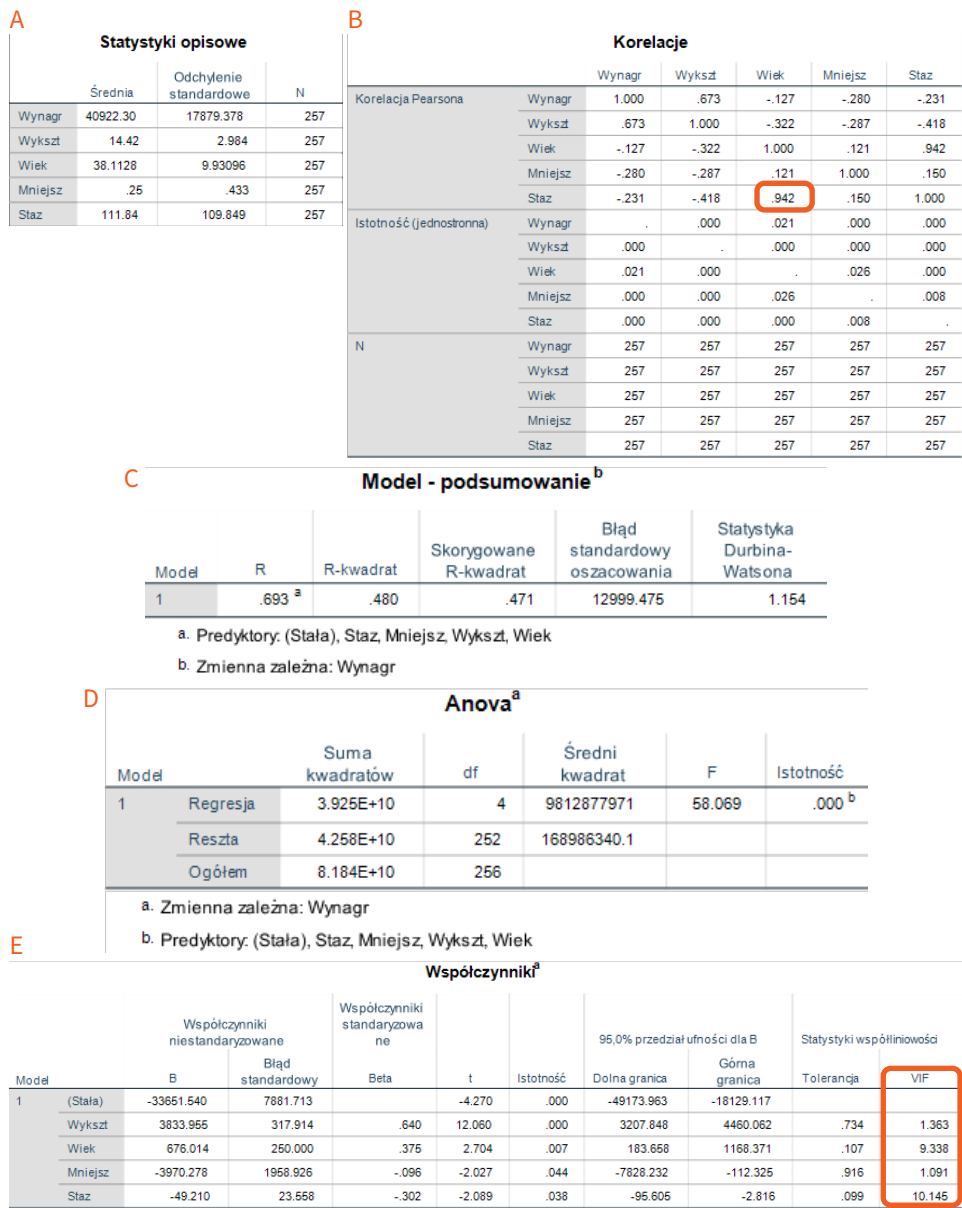 A
Statystyki opisowe
Średnia Odchylenie standardowe N
Wynagr 40922.30 17879.378 257
Wykszt 14.42 2.984 257
Wiek 38.1128 9.93096 257
Mniejsz .25 .433 257
Staz 111.84 109.849 257
B
Korelacje
Wynagr Wykszt Wiek Mniejsz Staz
Korelacja Pearsona Wynagr 1.000 .673 -.127 -.280 -.231
Wykszt .673 1.000 -.322 -.287 -.418
Wiek -.127 -.322 1.000 .121 .942
Mniejsz -.280 -.287 .121 1.000 .150
Staz -.231 -.418 .942 .150 1.000
Istotność (jednostronna) Wynagr . .000 .021 .000 .000
Wykszt .000 . .000 .000 .000
Wiek .021 .000 . .026 .000
Mniejsz .000 .000 .026 . .008
Staz .000 .000 .000 .008 .
N Wynagr 257 257 257 257 257
Wykszt 257 257 257 257 257
Wiek 257 257 257 257 257
Mniejsz 257 257 257 257 257
Staz 257 257 257 257 257
C
Model - podsumowanie b
Model R R-kwadrat Skorygowane R-kwadrat Błąd standardowy oszacowania Statystyka Durbina-Watsona
1 .693 a .480 .471 12999.475 1.154
a. Predyktory: (Stała), Staz, Mniejsz, Wykszt, Wiek
b. Zmienna zależna: Wynagr
D
Anova a
Model Suma kwadratów df Średni kwadrat F Istotność
1 Regresja 3.925E+10 4 9812877971 58.069 .000 b
Reszta 4.258E+10 252 168986340.1
Ogółem 8.184E+10 256
a. Zmienna zależna: Wynagr
b. Predyktory: (Stała), Staz, Mniejsz, Wykszt, Wiek
E
Współczynniki a
Współczynniki niestandaryzowane Współczynniki standaryzowa ne 95,0% przedział ufności dla B Statystyki współliniowości
Model B Błąd standardowy Beta t Istotność Dolna granica Górna granica Tolerancja VIF
1 (Stała) -33651.540 7881.713 -4.270 .000 -49173.963 -18129.117
Wykszt 3833.955 317.914 .640 12.060 .000 3207.848 4460.062 .734 1.363
Wiek 676.014 250.000 .375 2.704 .007 183.658 1168.371 .107 9.338
Mniejsz -3970.278 1958.926 -.096 -2.027 .044 -7828.232 -112.325 .916 1.091
Staz -49.210 23.558 -.302 -2.089 .038 -95.605 -2.816 .099 10.145